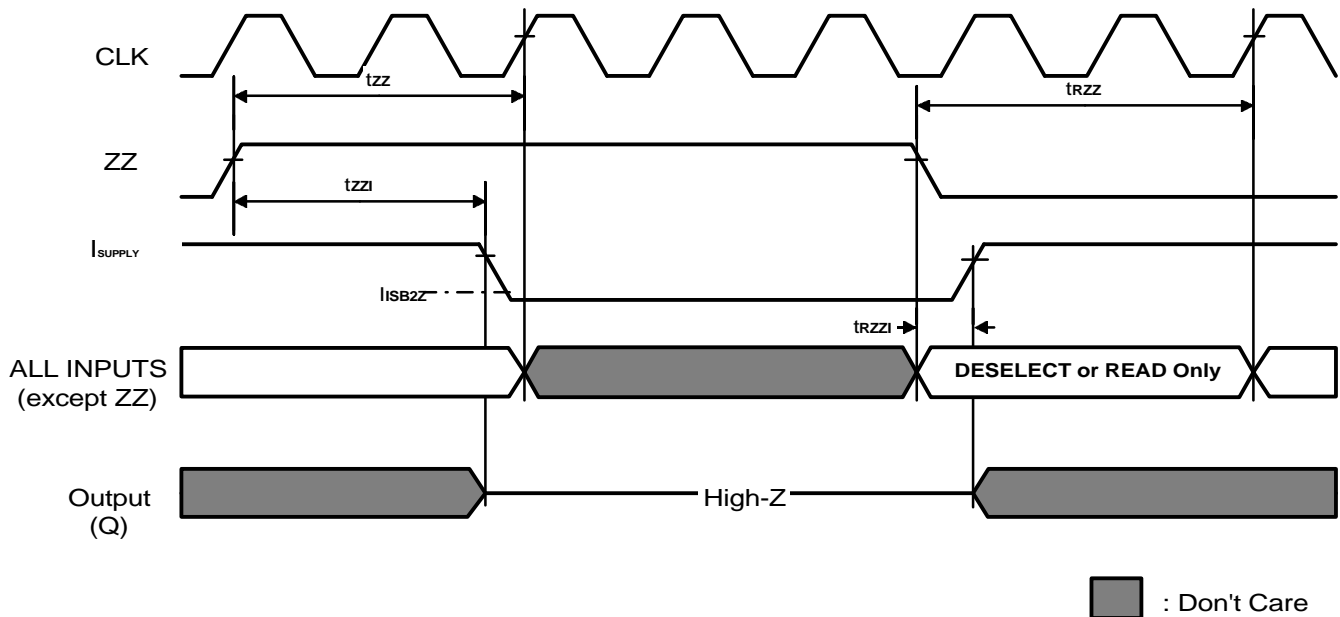 CLK
tZZ
tRZZ
ZZ
tZZI
ISUPPLY
IISB2Z
tRZZI
ALL INPUTS
(except ZZ)
DESELECT or READ Only
Output
(Q)
High-Z
: Don't Care